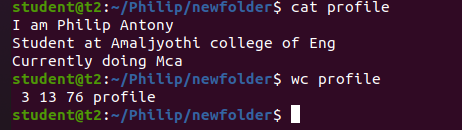 student@t2:~/Philip/newfolder$ cat profile
I am Philip Antony
Student at Amaljyothi college of Eng
Currently doing Mca
student@t2:~/Philip/newfolder$ wc profile
 3 13 76 profile
student@t2:~/Philip/newfolder$